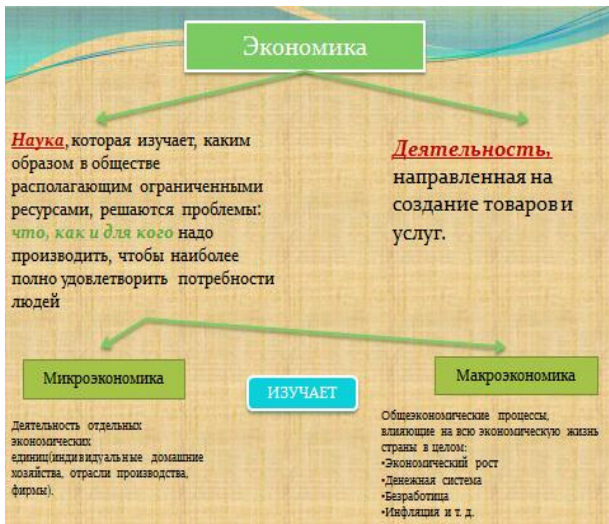 Экономика
Наука, которая изучает, каким
образом в обществе
располагающим ограниченными
ресурсами, решаются проблемы:
что, как и для кого надо
производить, чтобы наиболее
полно удовлетворить потребности
людей
Деятельность,
направленная на
создание товаров и
услуг.
Микроэкономика
ИЗУЧАЕТ
Макроэкономика
Деятельность отдельных
экономических
единиц(индивидуальные домашние
хозяйства, отрасли производства,
фирмы).
Общеэкономические процессы,
влияющие на всю экономическую жизнь
страны в целом:
•Экономический рост
•Денежная система
•Безработица
•Инфляция и т. д.